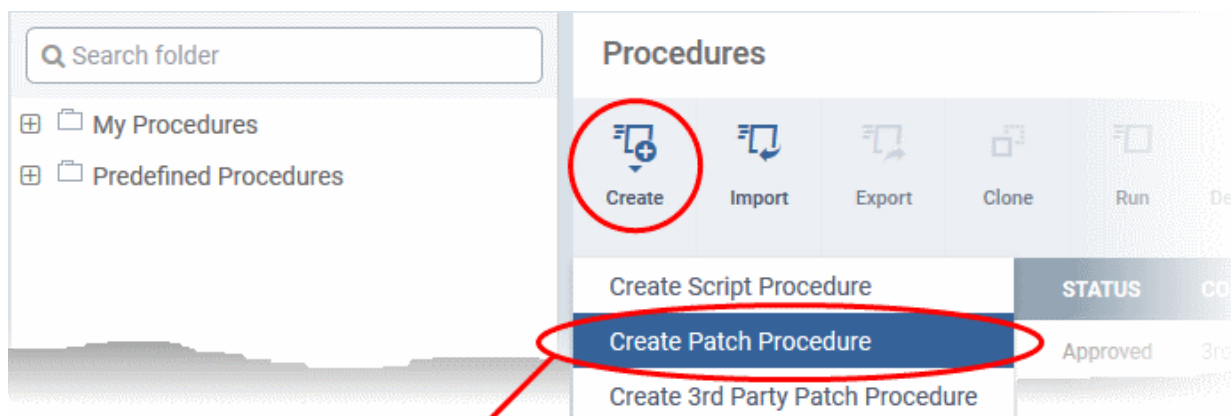 Search folder
My Procedures
Predefined Procedures
Procedures
Create Import Export Clone Run
Create Script Procedure
Create Patch Procedure
Create 3rd Party Patch Procedure
STATUS
Approved